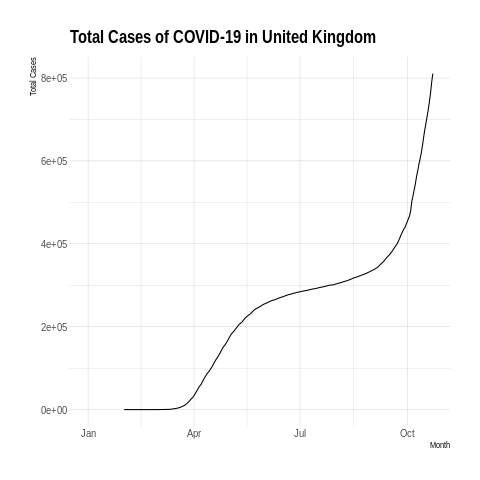 Total Cases of COVID-19 in United Kingdom
Total Cases
8e+05
6e+05
4e+05
2e+05
0e+00
Jan Apr Jul Oct
Month